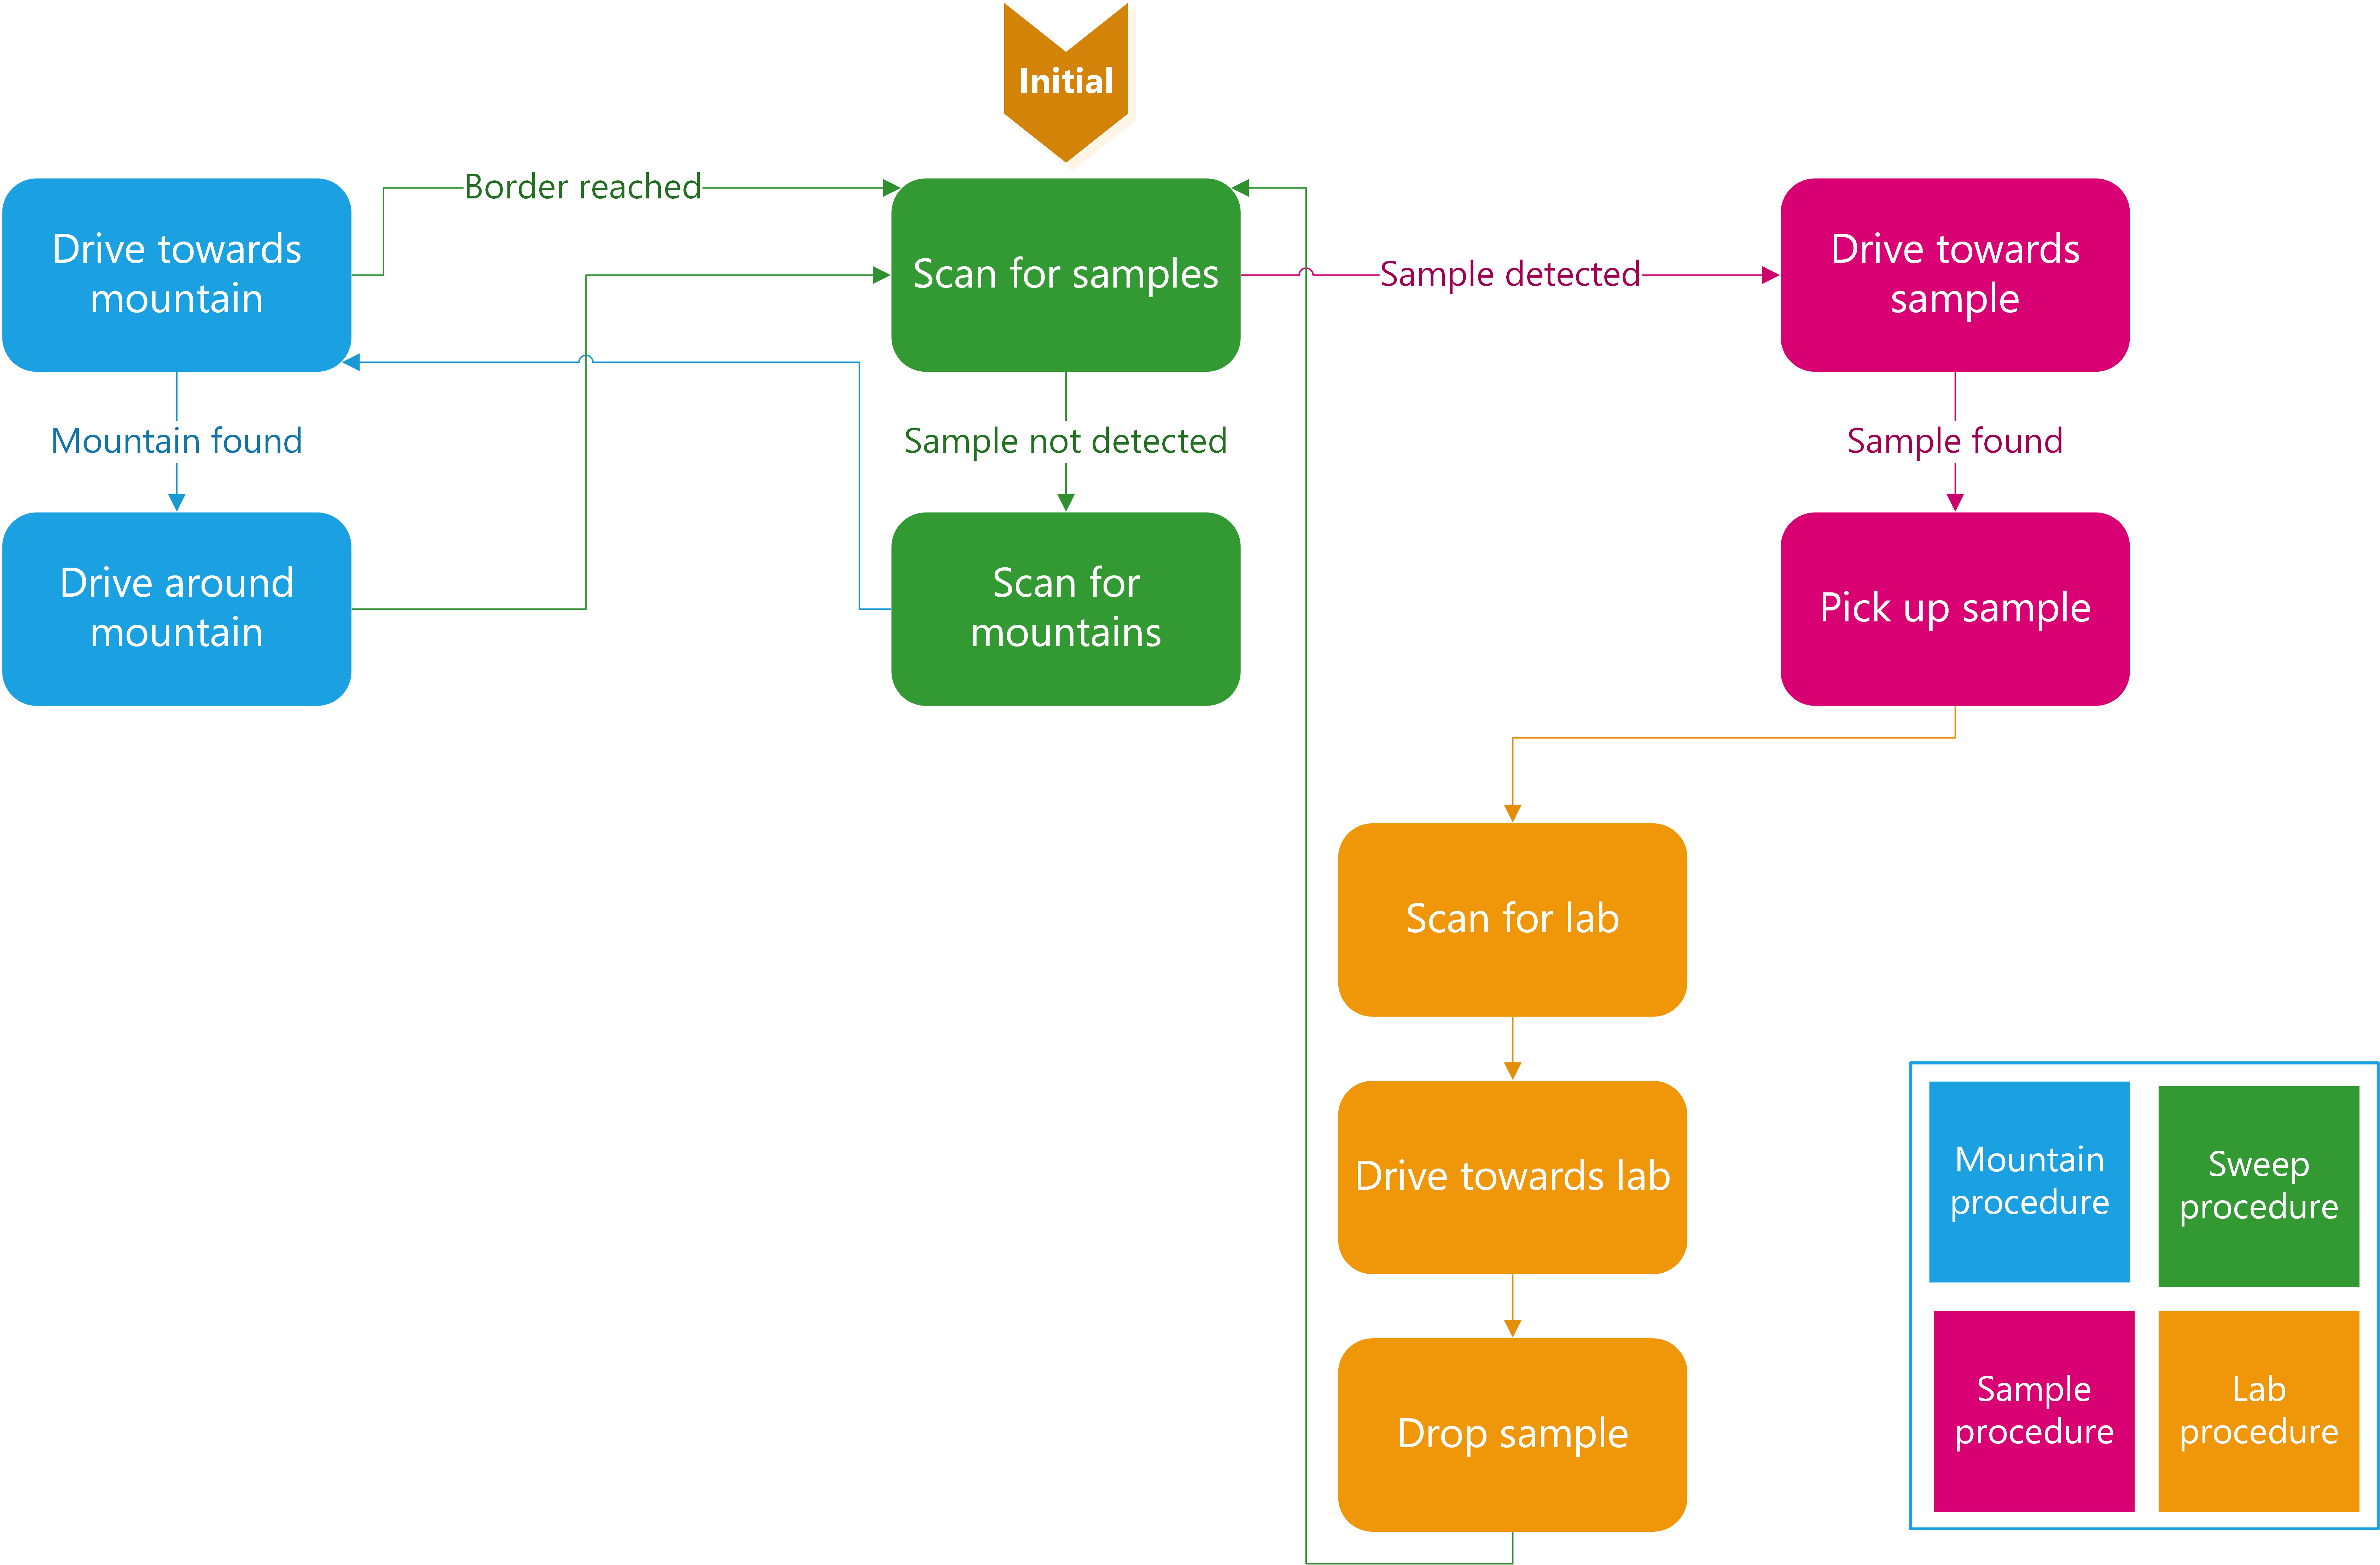 Initial
Border reached
Drive towards
mountain
Scan for samples
Sample detected
Drive towards
sample
Mountain found
Sample not detected
Sample found
Drive around
mountain
Scan for
mountains
Pick up sample
Scan for lab
Drive towards lab
Drop sample
Mountain
procedure
Sweep
procedure
Sample
procedure
Lab
procedure